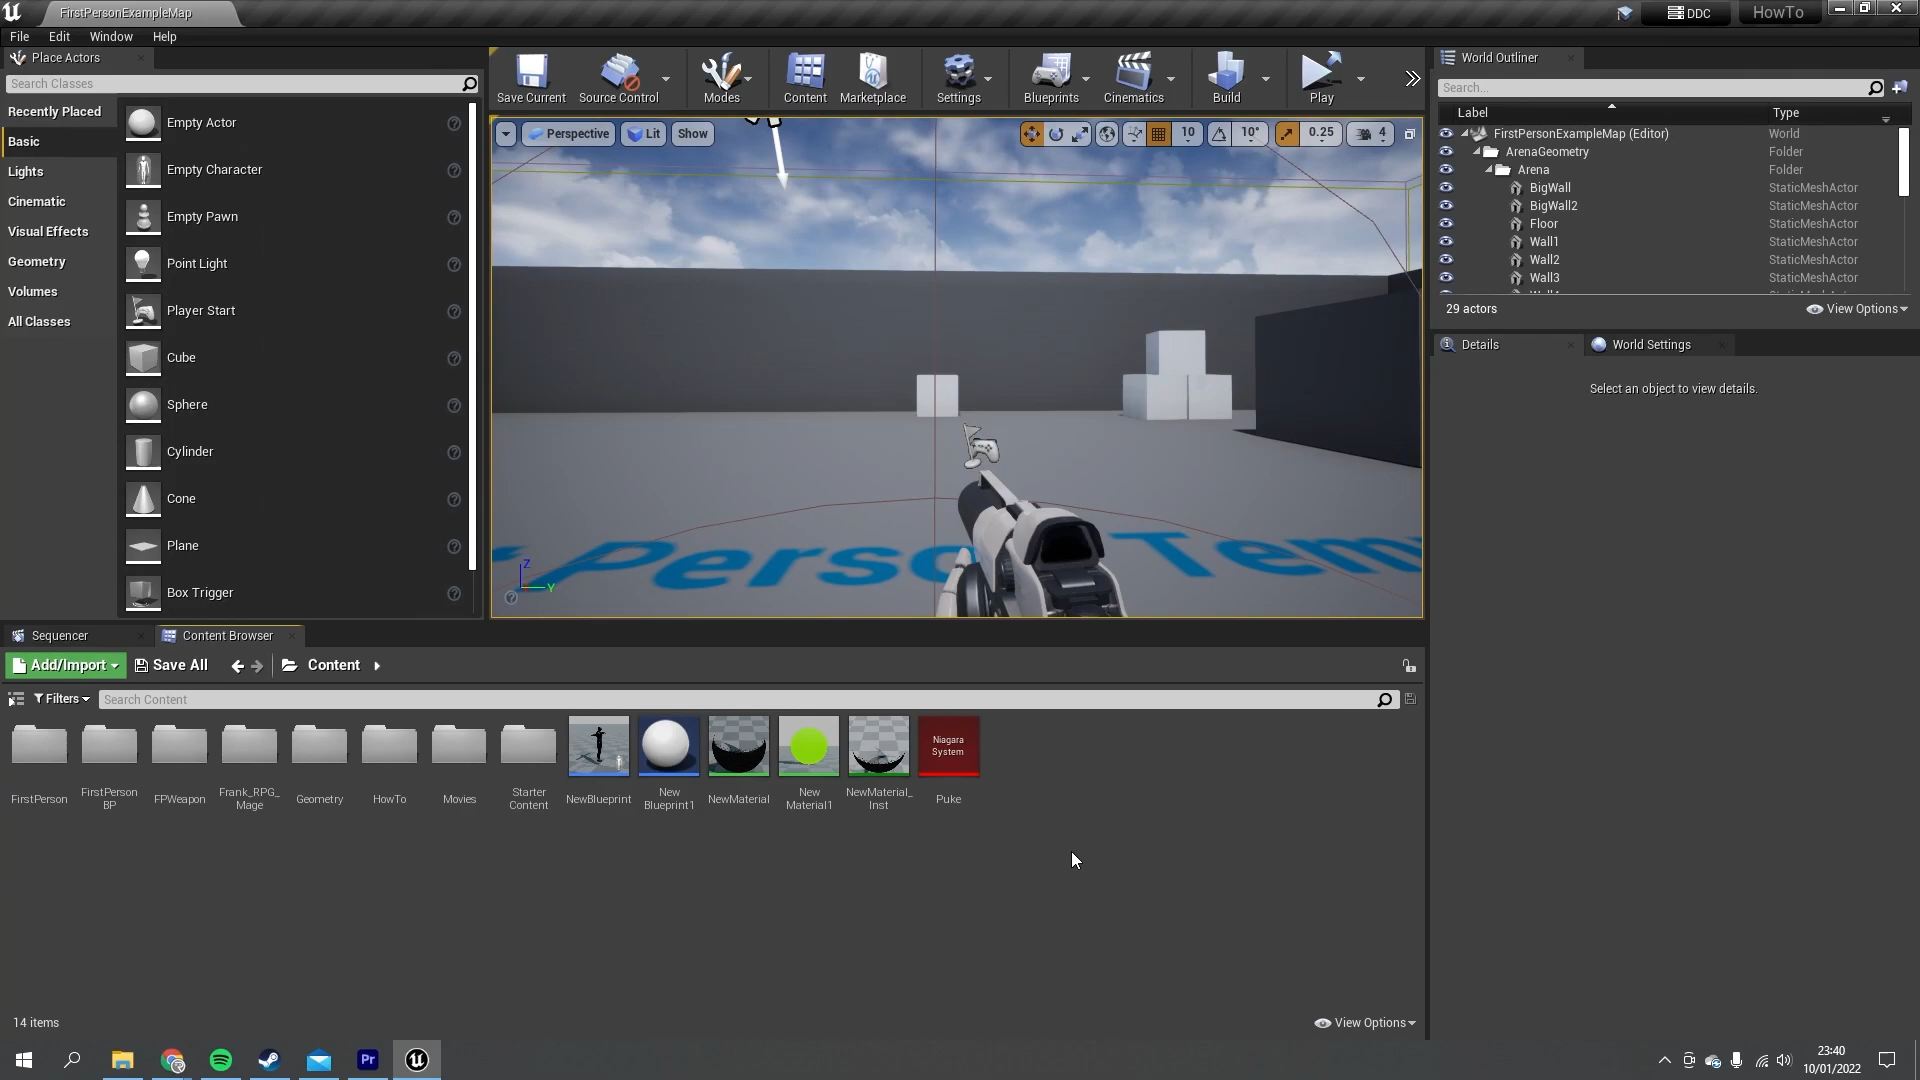 FirstPersonExampleMap
DDC
HowTo
File
Edit
Window
Help
Place Actors
Search Classes
Recently Placed
Basic
Lights
Cinematic
Visual Effects
Geometry
Volumes
All Classes
Empty Actor
Empty Character
Empty Pawn
Point Light
Player Start
Cube
Sphere
Cylinder
Cone
Plane
Box Trigger
Save Current
Source Control
Modes
Content
Marketplace
Settings
Blueprints
Cinematics
Build
Play
Perspective
Lit
Show
10
10°
0.25
4
Perso
Tem
Z
Y
World Outliner
Search...
Label
Type
FirstPersonExampleMap (Editor)
World
ArenaGeometry
Folder
Arena
Folder
BigWall
StaticMeshActor
BigWall2
StaticMeshActor
Floor
StaticMeshActor
Wall1
StaticMeshActor
Wall2
StaticMeshActor
Wall3
StaticMeshActor
29 actors
View Options
Details
World Settings
Select an object to view details.
Sequencer
Content Browser
Add/Import
Save All
Content
Filters
Search Content
FirstPerson
FirstPerson
BP
FPWeapon
Frank_RPG_
Mage
Geometry
HowTo
Movies
Starter
Content
NewBlueprint
New
Blueprint1
NewMaterial
New
Material1
NewMaterial_
Inst
Niagara
System
Puke
14 items
View Options
Pr
23:40
10/01/2022